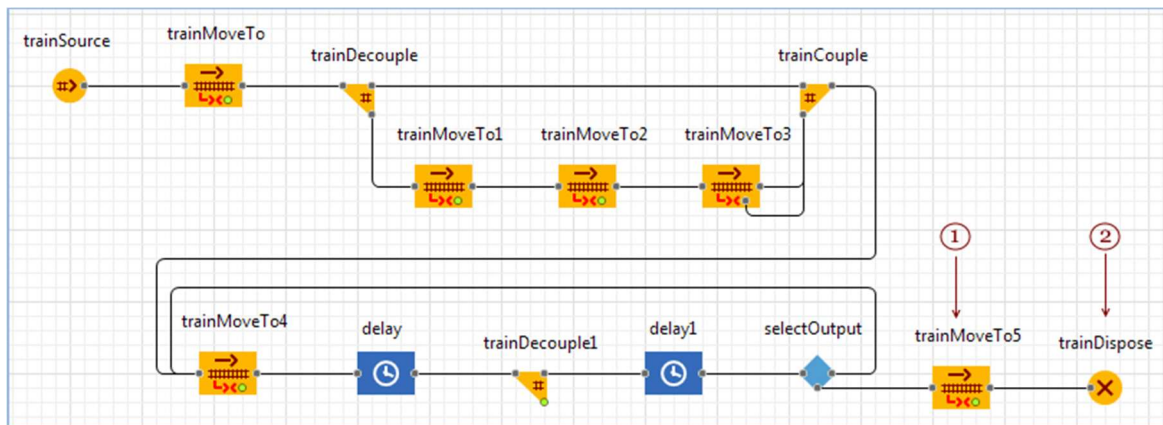 trainSource
trainMoveTo
trainDecouple
trainCouple
trainMoveTo1
trainMoveTo2
trainMoveTo3
1
2
trainMoveTo4
delay
trainDecouple1
delay1
selectOutput
trainMoveTo5
trainDispose